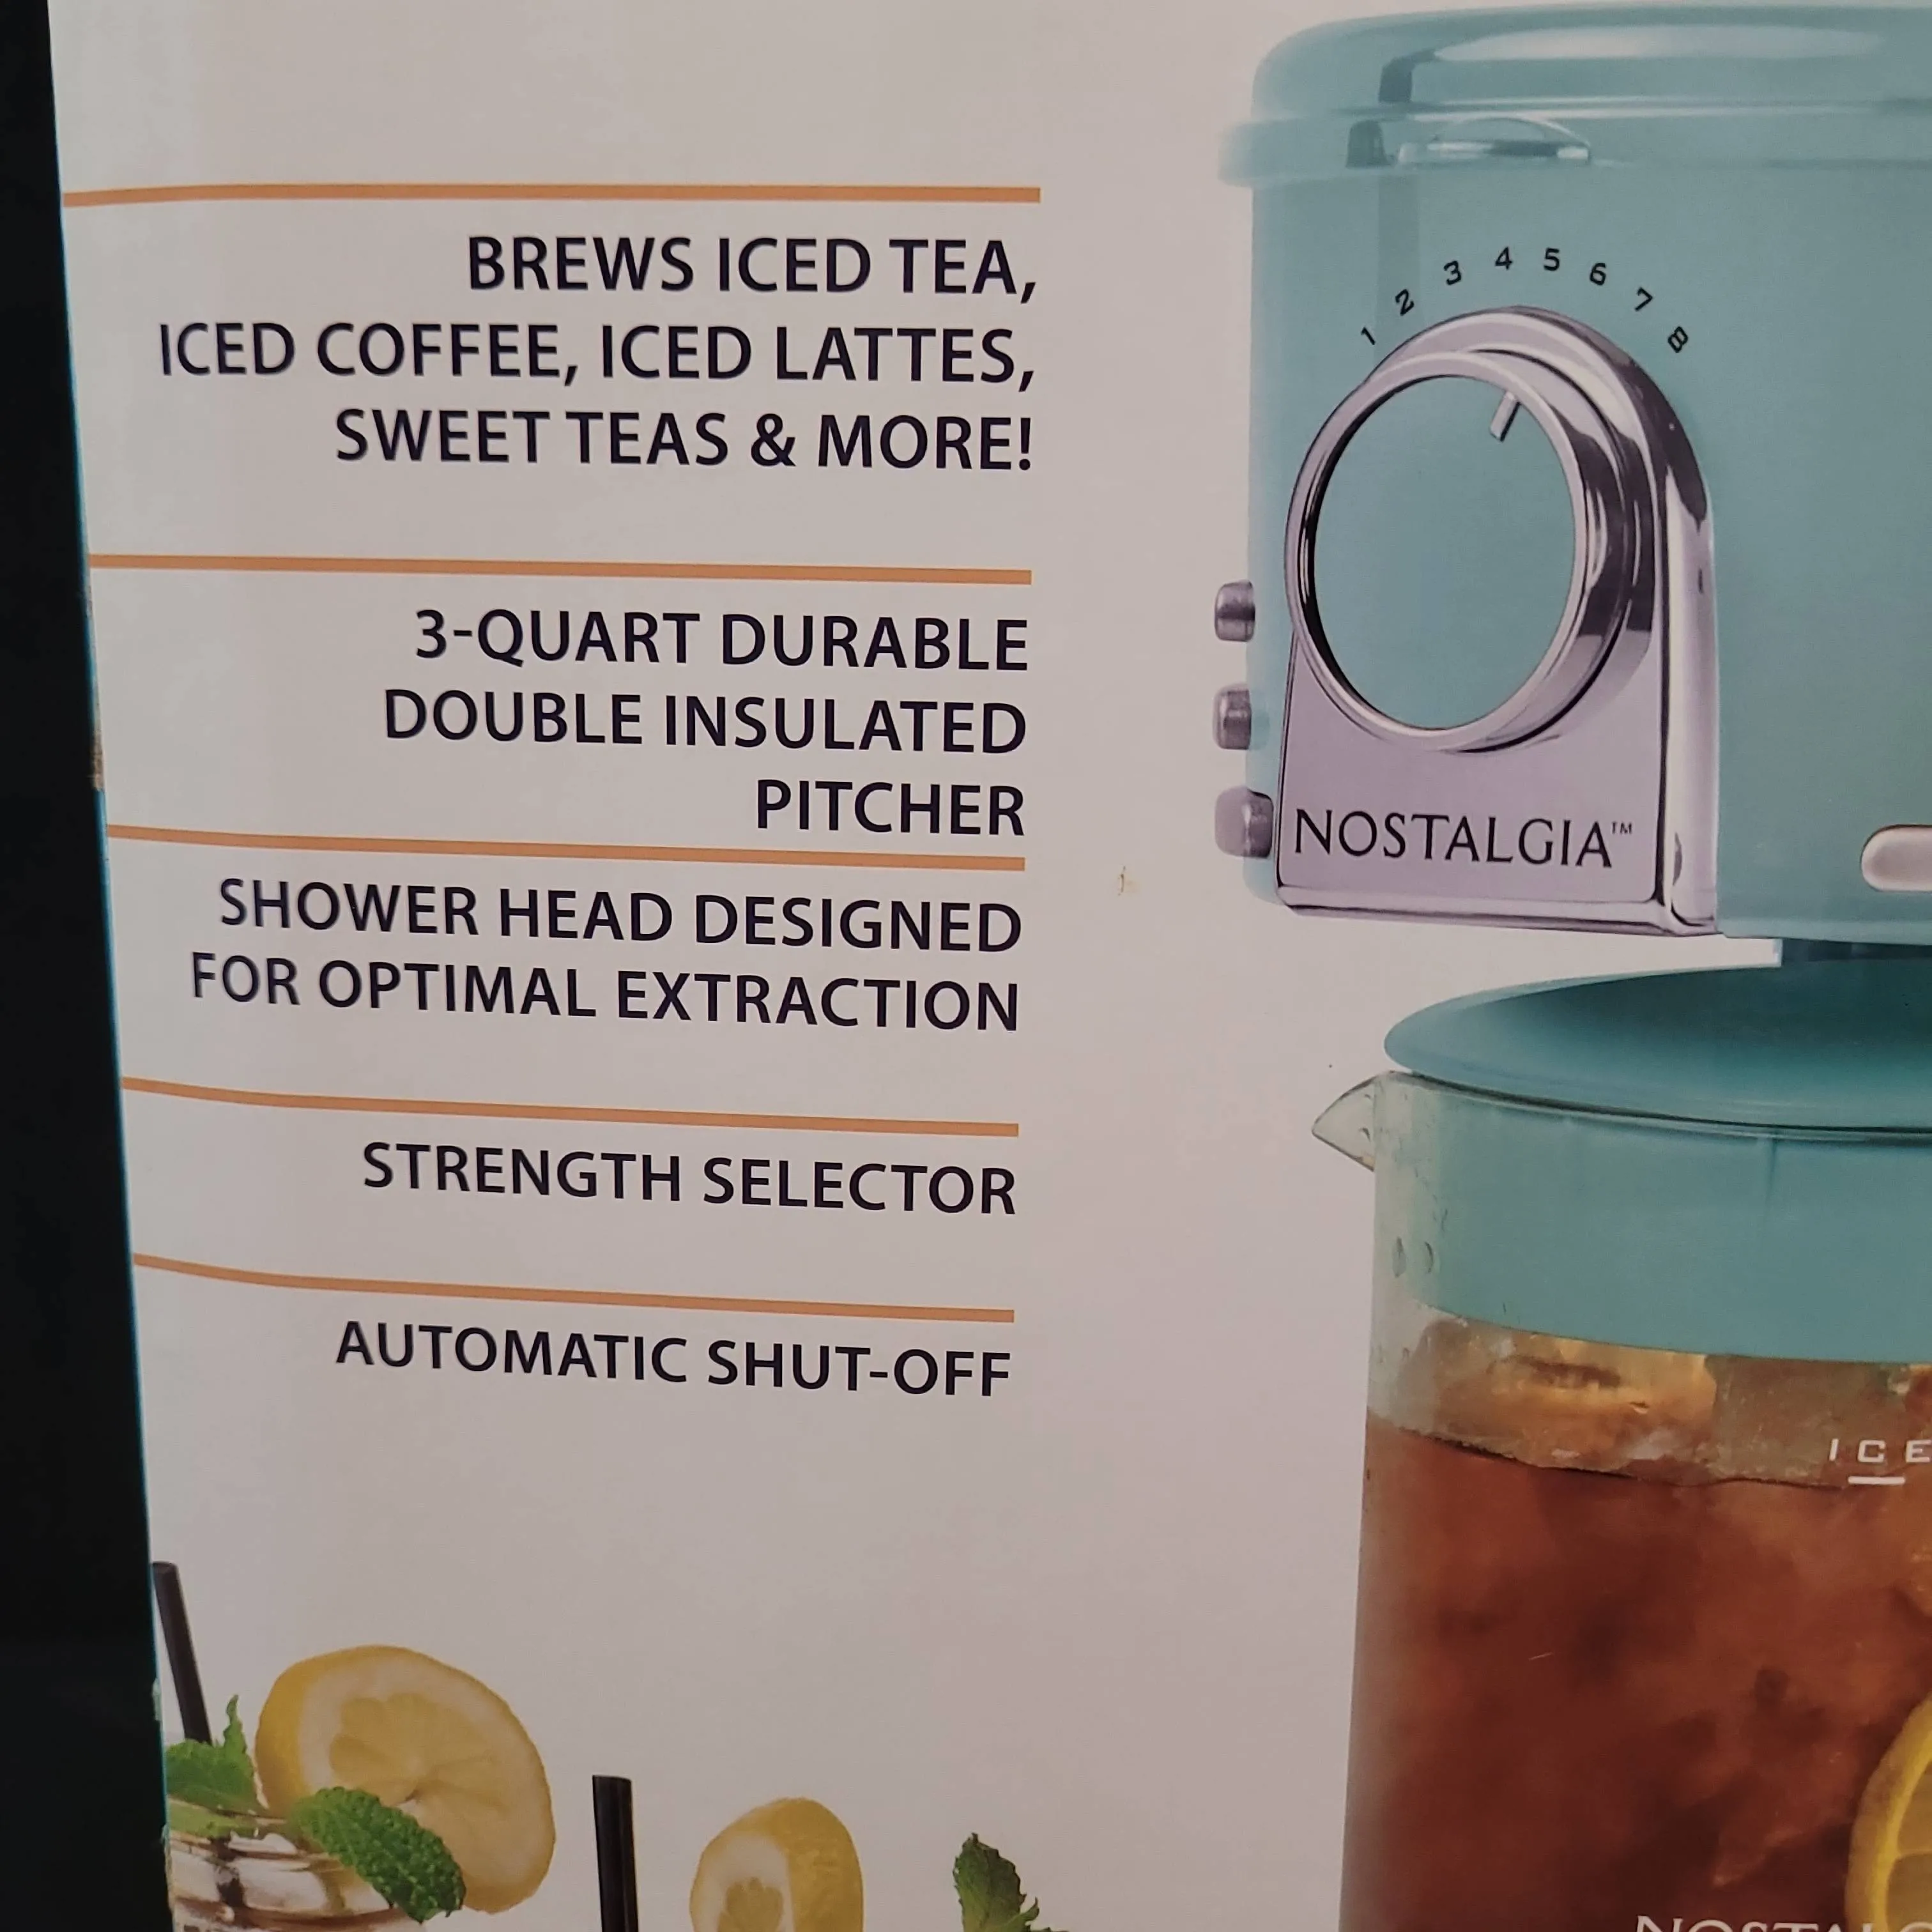 BREWS ICED TEA,
ICED COFFEE, ICED LATTES,
SWEET TEAS & MORE!
3-QUART DURABLE
DOUBLE INSULATED
PITCHER
SHOWER HEAD DESIGNED
FOR OPTIMAL EXTRACTION
STRENGTH SELECTOR
AUTOMATIC SHUT-OFF
1 2 3 4 5 6 7 8
NOSTALGIA™
ICE